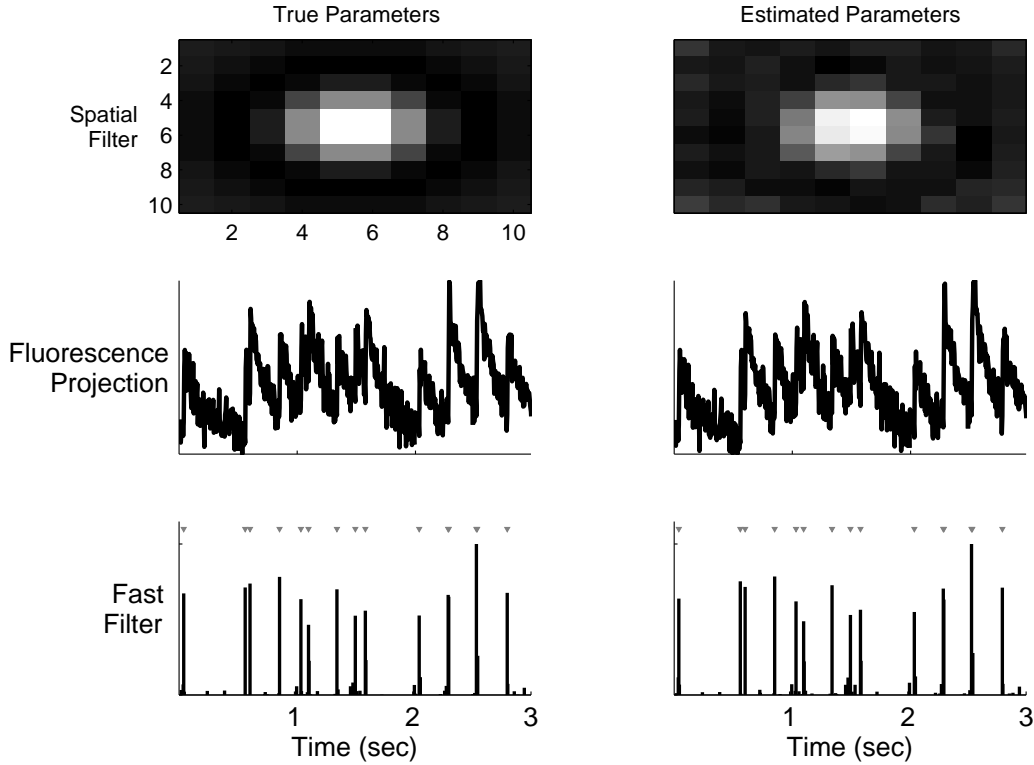 True Parameters
Estimated Parameters
Spatial
Filter
2
4
6
8
10
2 4 6 8 10
Fluorescence
Projection
Fast
Filter
1 2 3
Time (sec)
1 2 3
Time (sec)